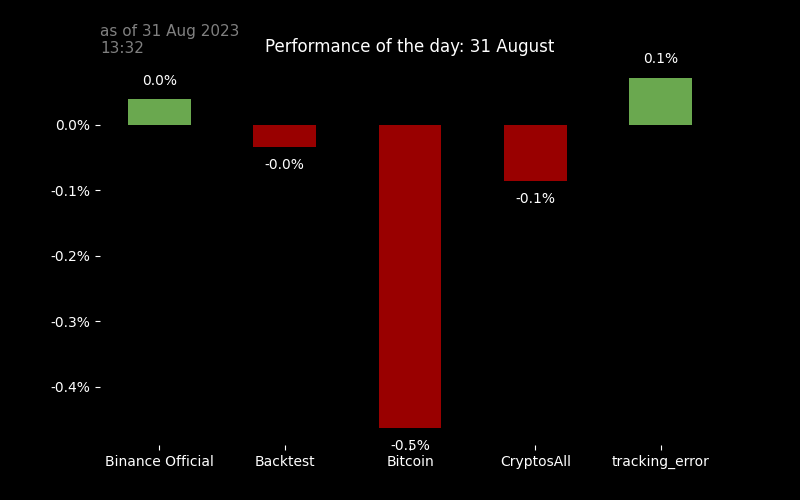 as of 31 Aug 2023
13:32
Performance of the day: 31 August
0.0%
-0.0%
-0.5%
-0.1%
0.1%
0.0%
-0.1%
-0.2%
-0.3%
-0.4%
Binance Official
Backtest
Bitcoin
CryptosAll
tracking_error